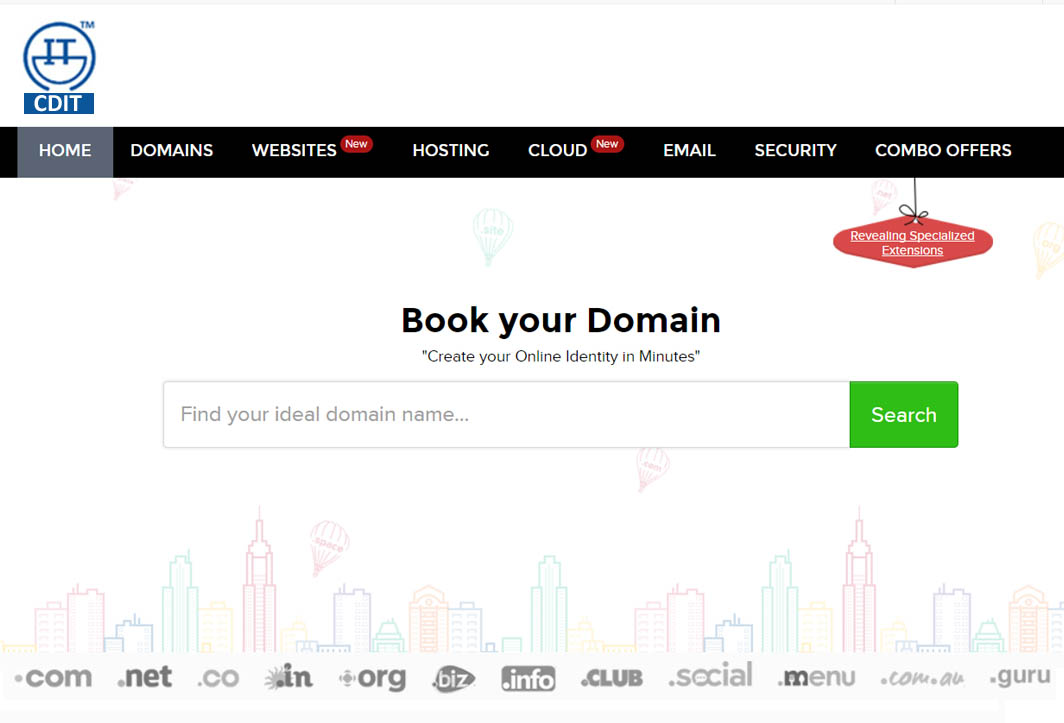 TM
IT
CDIT
HOME DOMAINS WEBSITES New HOSTING CLOUD New EMAIL SECURITY COMBO OFFERS
.net
.site
Revealing Specialized
Extensions
.org
Book your Domain
"Create your Online Identity in Minutes"
Find your ideal domain name...
Search
.com
.space
.com .net .co .in .org .biz .info .CLUB .social .menu .com.au .guru